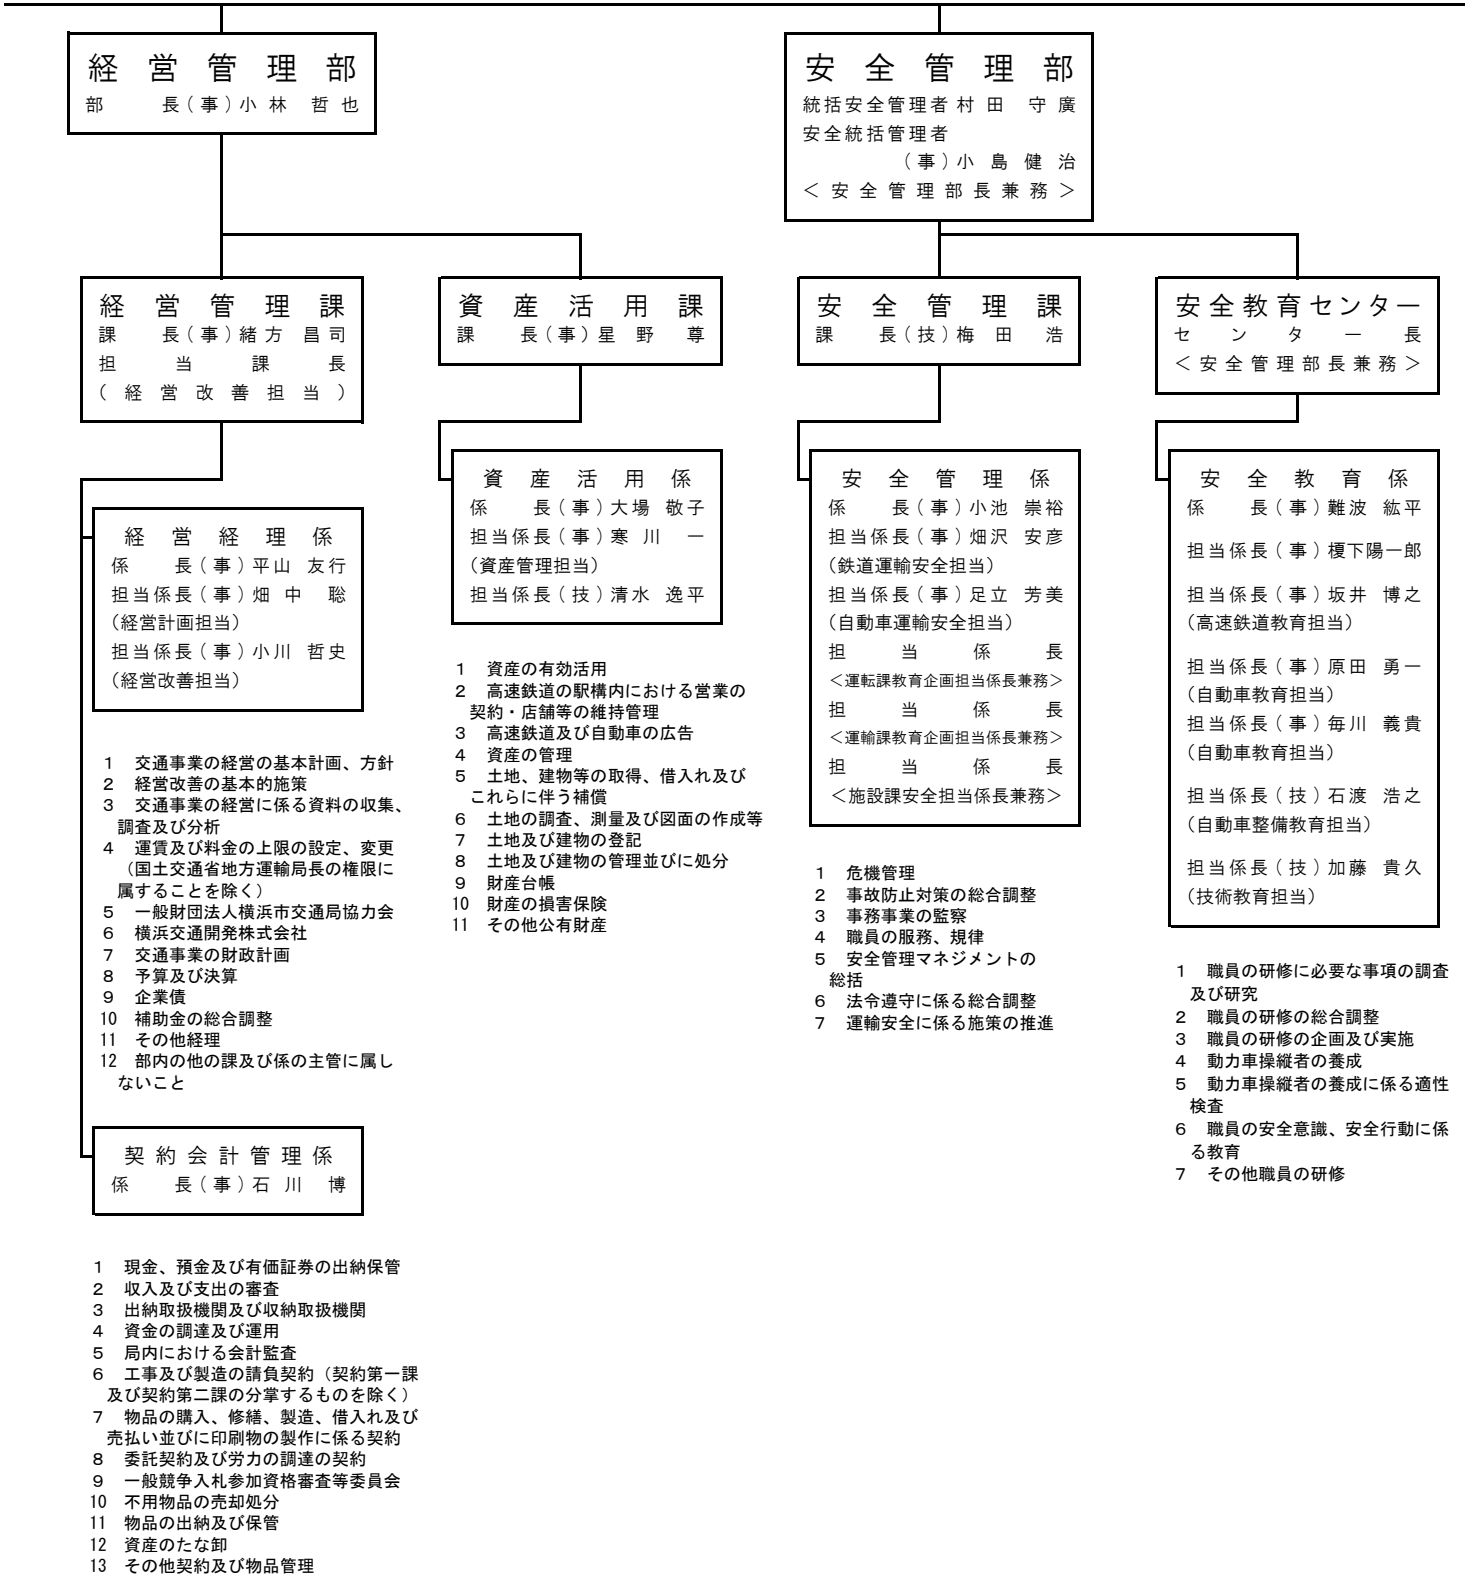 経営管理部
部長(事)小林 哲也
経営管理課
課長(事)緒方 昌司
担当課長
(経営改善担当)
経営経理係
係長(事)平山 友行
担当係長(事)畑中 聡
(経営計画担当)
担当係長(事)小川 哲史
(経営改善担当)
1 交通事業の経営の基本計画、方針
2 経営改善の基本的施策
3 交通事業の経営に係る資料の収集、
調査及び分析
4 運賃及び料金の上限の設定、変更
（国土交通省地方運輸局長の権限に
属することを除く）
5 一般財団法人横浜市交通局協力会
6 横浜交通開発株式会社
7 交通事業の財政計画
8 予算及び決算
9 企業債
10 補助金の総合調整
11 その他経理
12 部内の他の課及び係の主管に属し
ないこと
契約会計管理係
係長(事)石川 博
1 現金、預金及び有価証券の出納保管
2 収入及び支出の審査
3 出納取扱機関及び収納取扱機関
4 資金の調達及び運用
5 局内における会計監査
6 工事及び製造の請負契約（契約第一課
及び契約第二課の分掌するものを除く）
7 物品の購入、修繕、製造、借入れ及び
売払い並びに印刷物の製作に係る契約
8 委託契約及び労力の調達の契約
9 一般競争入札参加資格審査等委員会
10 不用物品の売却処分
11 物品の出納及び保管
12 資産のたな卸
13 その他契約及び物品管理
資産活用課
課長(事)星野 尊
資産活用係
係長(事)大場 敬子
担当係長(事)寒川 一
(資産管理担当)
担当係長(技)清水 逸平
1 資産の有効活用
2 高速鉄道の駅構内における営業の
契約・店舗等の維持管理
3 高速鉄道及び自動車の広告
4 資産の管理
5 土地、建物等の取得、借入れ及び
これらに伴う補償
6 土地の調査、測量及び図面の作成等
7 土地及び建物の登記
8 土地及び建物の管理並びに処分
9 財産台帳
10 財産の損害保険
11 その他公有財産
安全管理部
統括安全管理者 村田 守廣
安全統括管理者
(事)小島 健治
＜安全管理部長兼務＞
安全管理課
課長(技)梅田 浩
安全管理係
係長(事)小池 崇裕
担当係長(事)畑沢 安彦
(鉄道運輸安全担当)
担当係長(事)足立 芳美
(自動車運輸安全担当)
担当係長
＜運転課教育企画担当係長兼務＞
担当係長
＜運輸課教育企画担当係長兼務＞
担当係長
＜施設課安全担当係長兼務＞
1 危機管理
2 事故防止対策の総合調整
3 事務事業の監察
4 職員の服務、規律
5 安全管理マネジメントの
総括
6 法令遵守に係る総合調整
7 運輸安全に係る施策の推進
安全教育センター
センター長
＜安全管理部長兼務＞
安全教育係
係長(事)難波 紘平
担当係長(事)榎下陽一郎
担当係長(事)坂井 博之
(高速鉄道教育担当)
担当係長(事)原田 勇一
(自動車教育担当)
担当係長(事)毎川 義貴
(自動車教育担当)
担当係長(技)石渡 浩之
(自動車整備教育担当)
担当係長(技)加藤 貴久
(技術教育担当)
1 職員の研修に必要な事項の調査
及び研究
2 職員の研修の総合調整
3 職員の研修の企画及び実施
4 動力車操縦者の養成
5 動力車操縦者の養成に係る適性
検査
6 職員の安全意識、安全行動に係
る教育
7 その他職員の研修